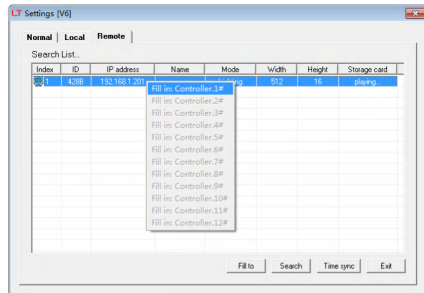 LT Settings [V6]
Normal Local Remote
Search List...
Index ID IP address Name Mode Width Height Storage card
1 428B 192.168.1.201 512 16 playing...
Fill in: Controller.1#
Fill in: Controller.2#
Fill in: Controller.3#
Fill in: Controller.4#
Fill in: Controller.5#
Fill in: Controller.6#
Fill in: Controller.7#
Fill in: Controller.8#
Fill in: Controller.9#
Fill in: Controller.10#
Fill in: Controller.11#
Fill in: Controller.12#
Fill to Search Time sync Exit